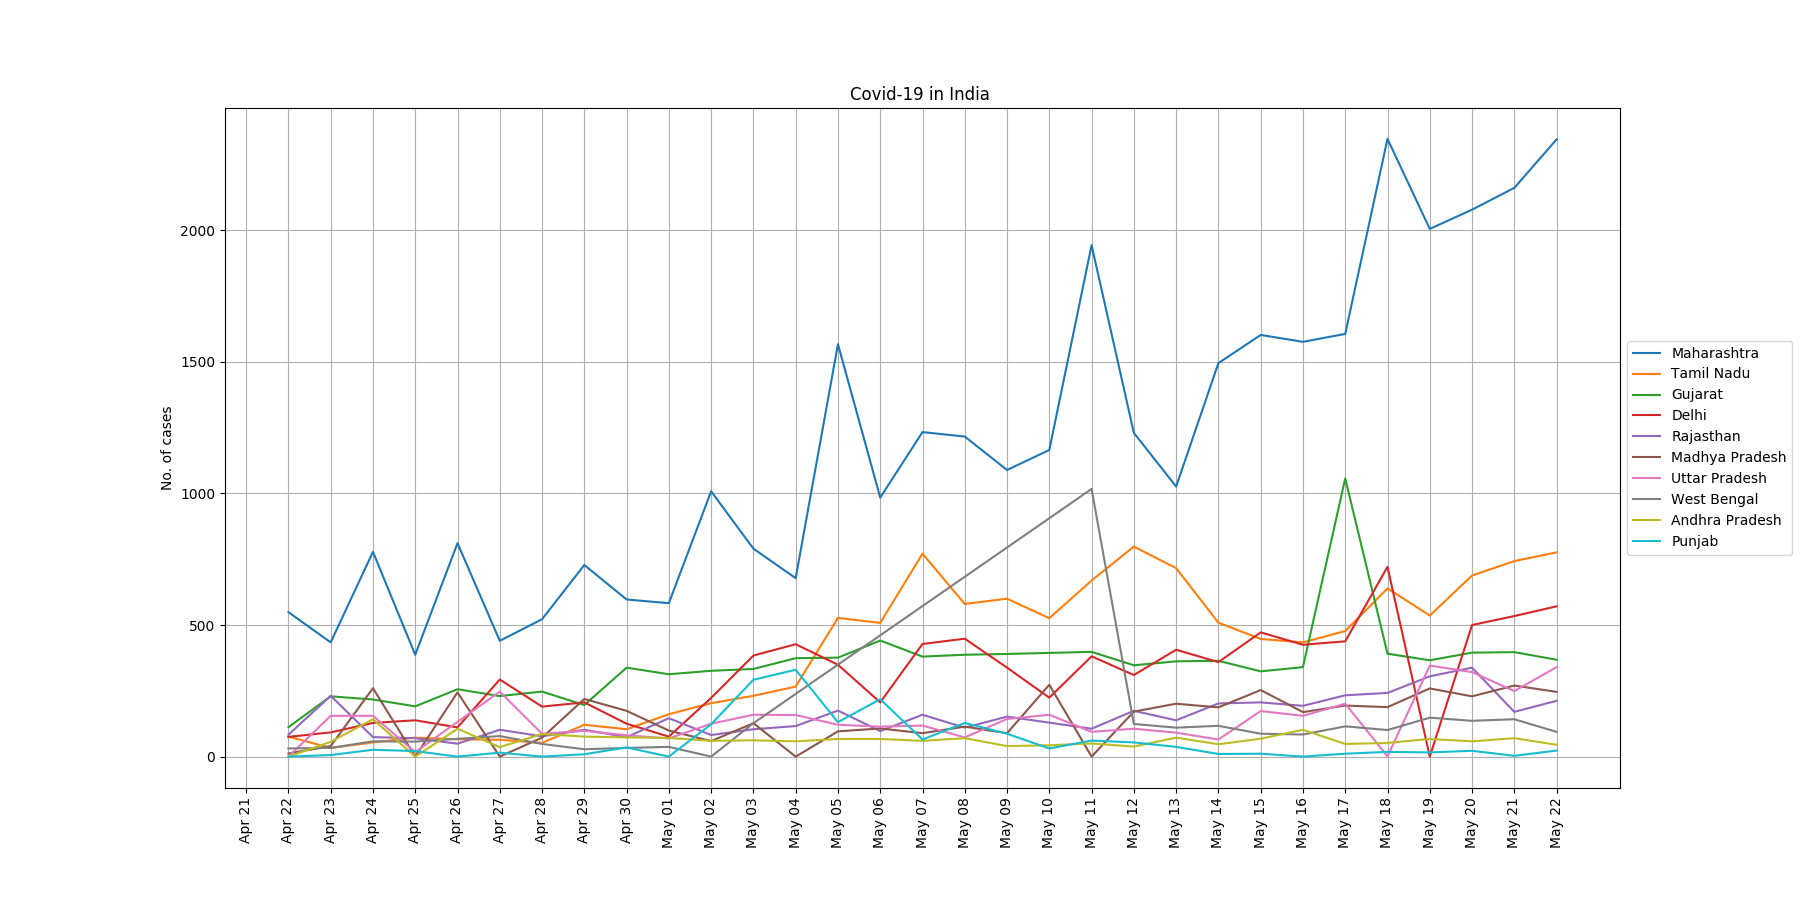 Covid-19 in India
No. of cases
2000
1500
1000
500
0
Apr 21
Apr 22
Apr 23
Apr 24
Apr 25
Apr 26
Apr 27
Apr 28
Apr 29
Apr 30
May 01
May 02
May 03
May 04
May 05
May 06
May 07
May 08
May 09
May 10
May 11
May 12
May 13
May 14
May 15
May 16
May 17
May 18
May 19
May 20
May 21
May 22
Maharashtra
Tamil Nadu
Gujarat
Delhi
Rajasthan
Madhya Pradesh
Uttar Pradesh
West Bengal
Andhra Pradesh
Punjab